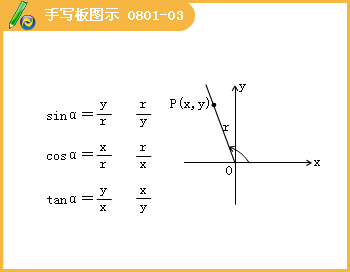 手写板图示 0801-03
sinα = y/r r/y
cosα = x/r r/x
tanα = y/x x/y
y
P(x,y)
r
O
x